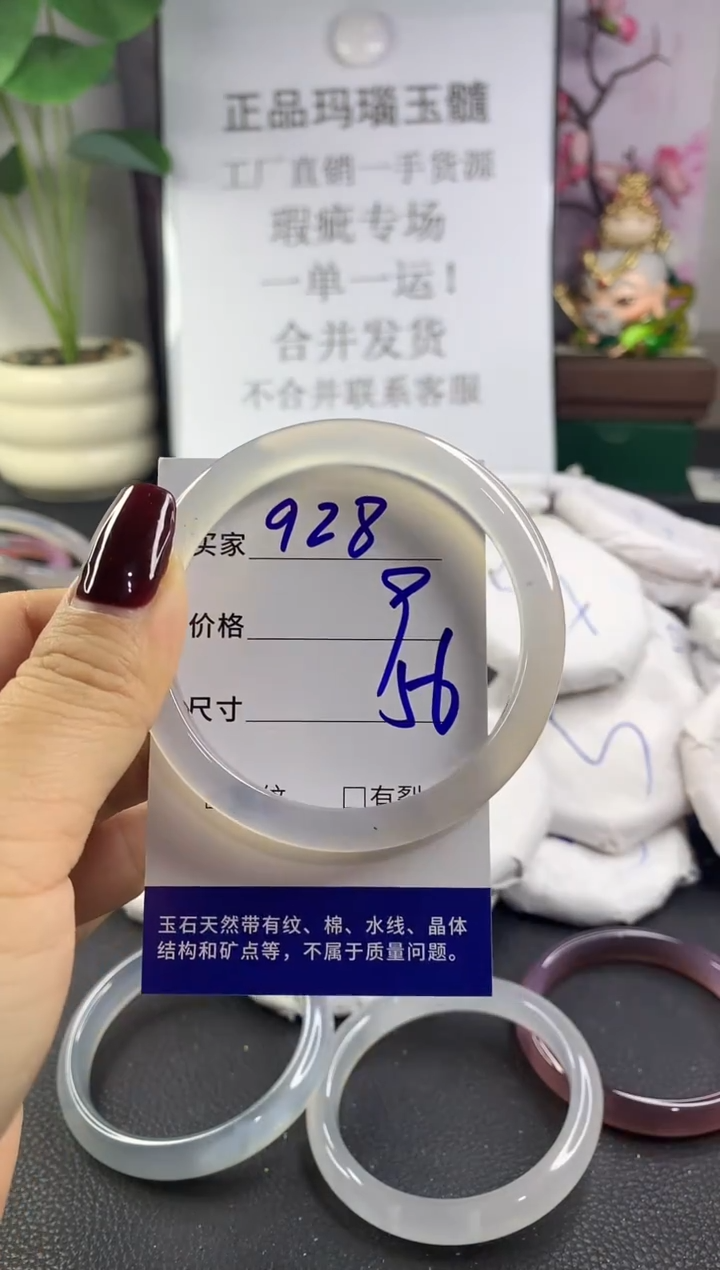 正品玛瑙玉髓
工厂直销一手货源
瑕疵专场
一单一运！
合并发货
不合并联系客服
买家 928
价格
尺寸 56
纹 □有裂
玉石天然带有纹、棉、水线、晶体
结构和矿点等，不属于质量问题。